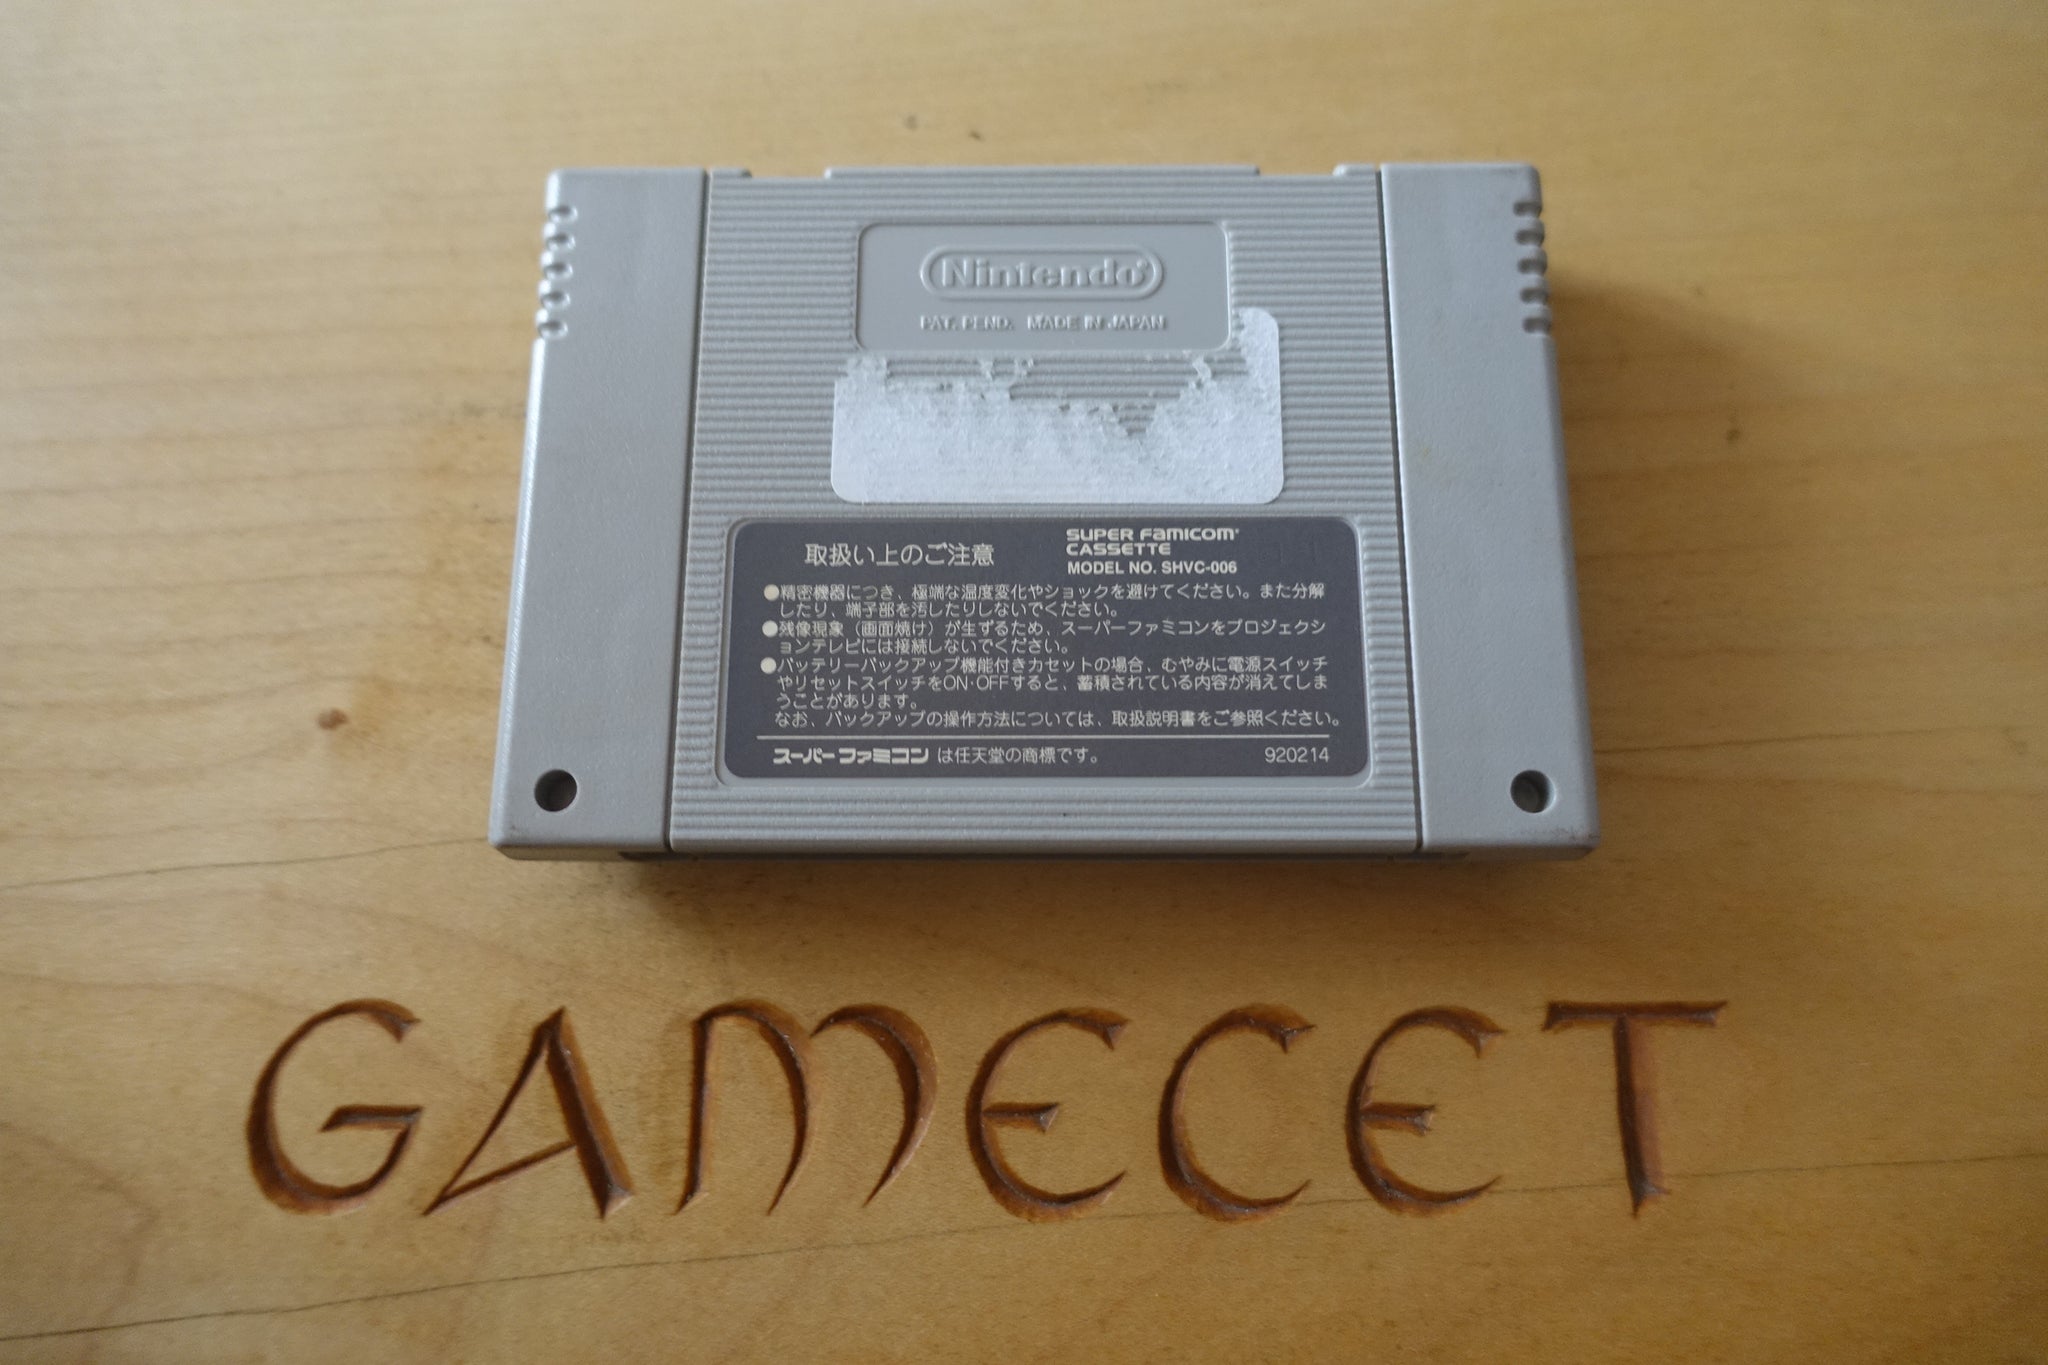 Nintendo®
PAT. PEND. MADE IN JAPAN
取扱い上のご注意
SUPER FAMICOM®
CASSETTE
MODEL NO. SHVC-006
●精密機器につき、極端な温度変化やショックを避けてください。また分解
したり、端子部を汚したりしないでください。
●残像現象（画面焼け）が生ずるため、スーパーファミコンをプロジェクシ
ョンテレビには接続しないでください。
●バッテリーバックアップ機能付きカセットの場合、むやみに電源スイッチ
やリセットスイッチをON·OFFすると、蓄積されている内容が消えてしま
うことがあります。
なお、バックアップの操作方法については、取扱説明書をご参照ください。
スーパーファミコン は任天堂の商標です。
920214
GAMECET